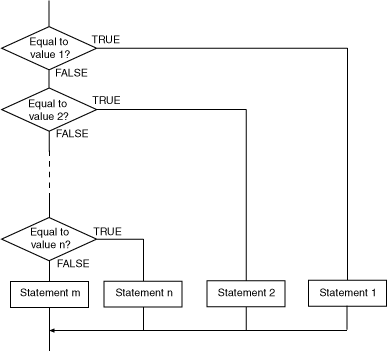 Equal to
value 1?
TRUE
FALSE
Equal to
value 2?
TRUE
FALSE
Equal to
value n?
TRUE
FALSE
Statement m
Statement n
Statement 2
Statement 1